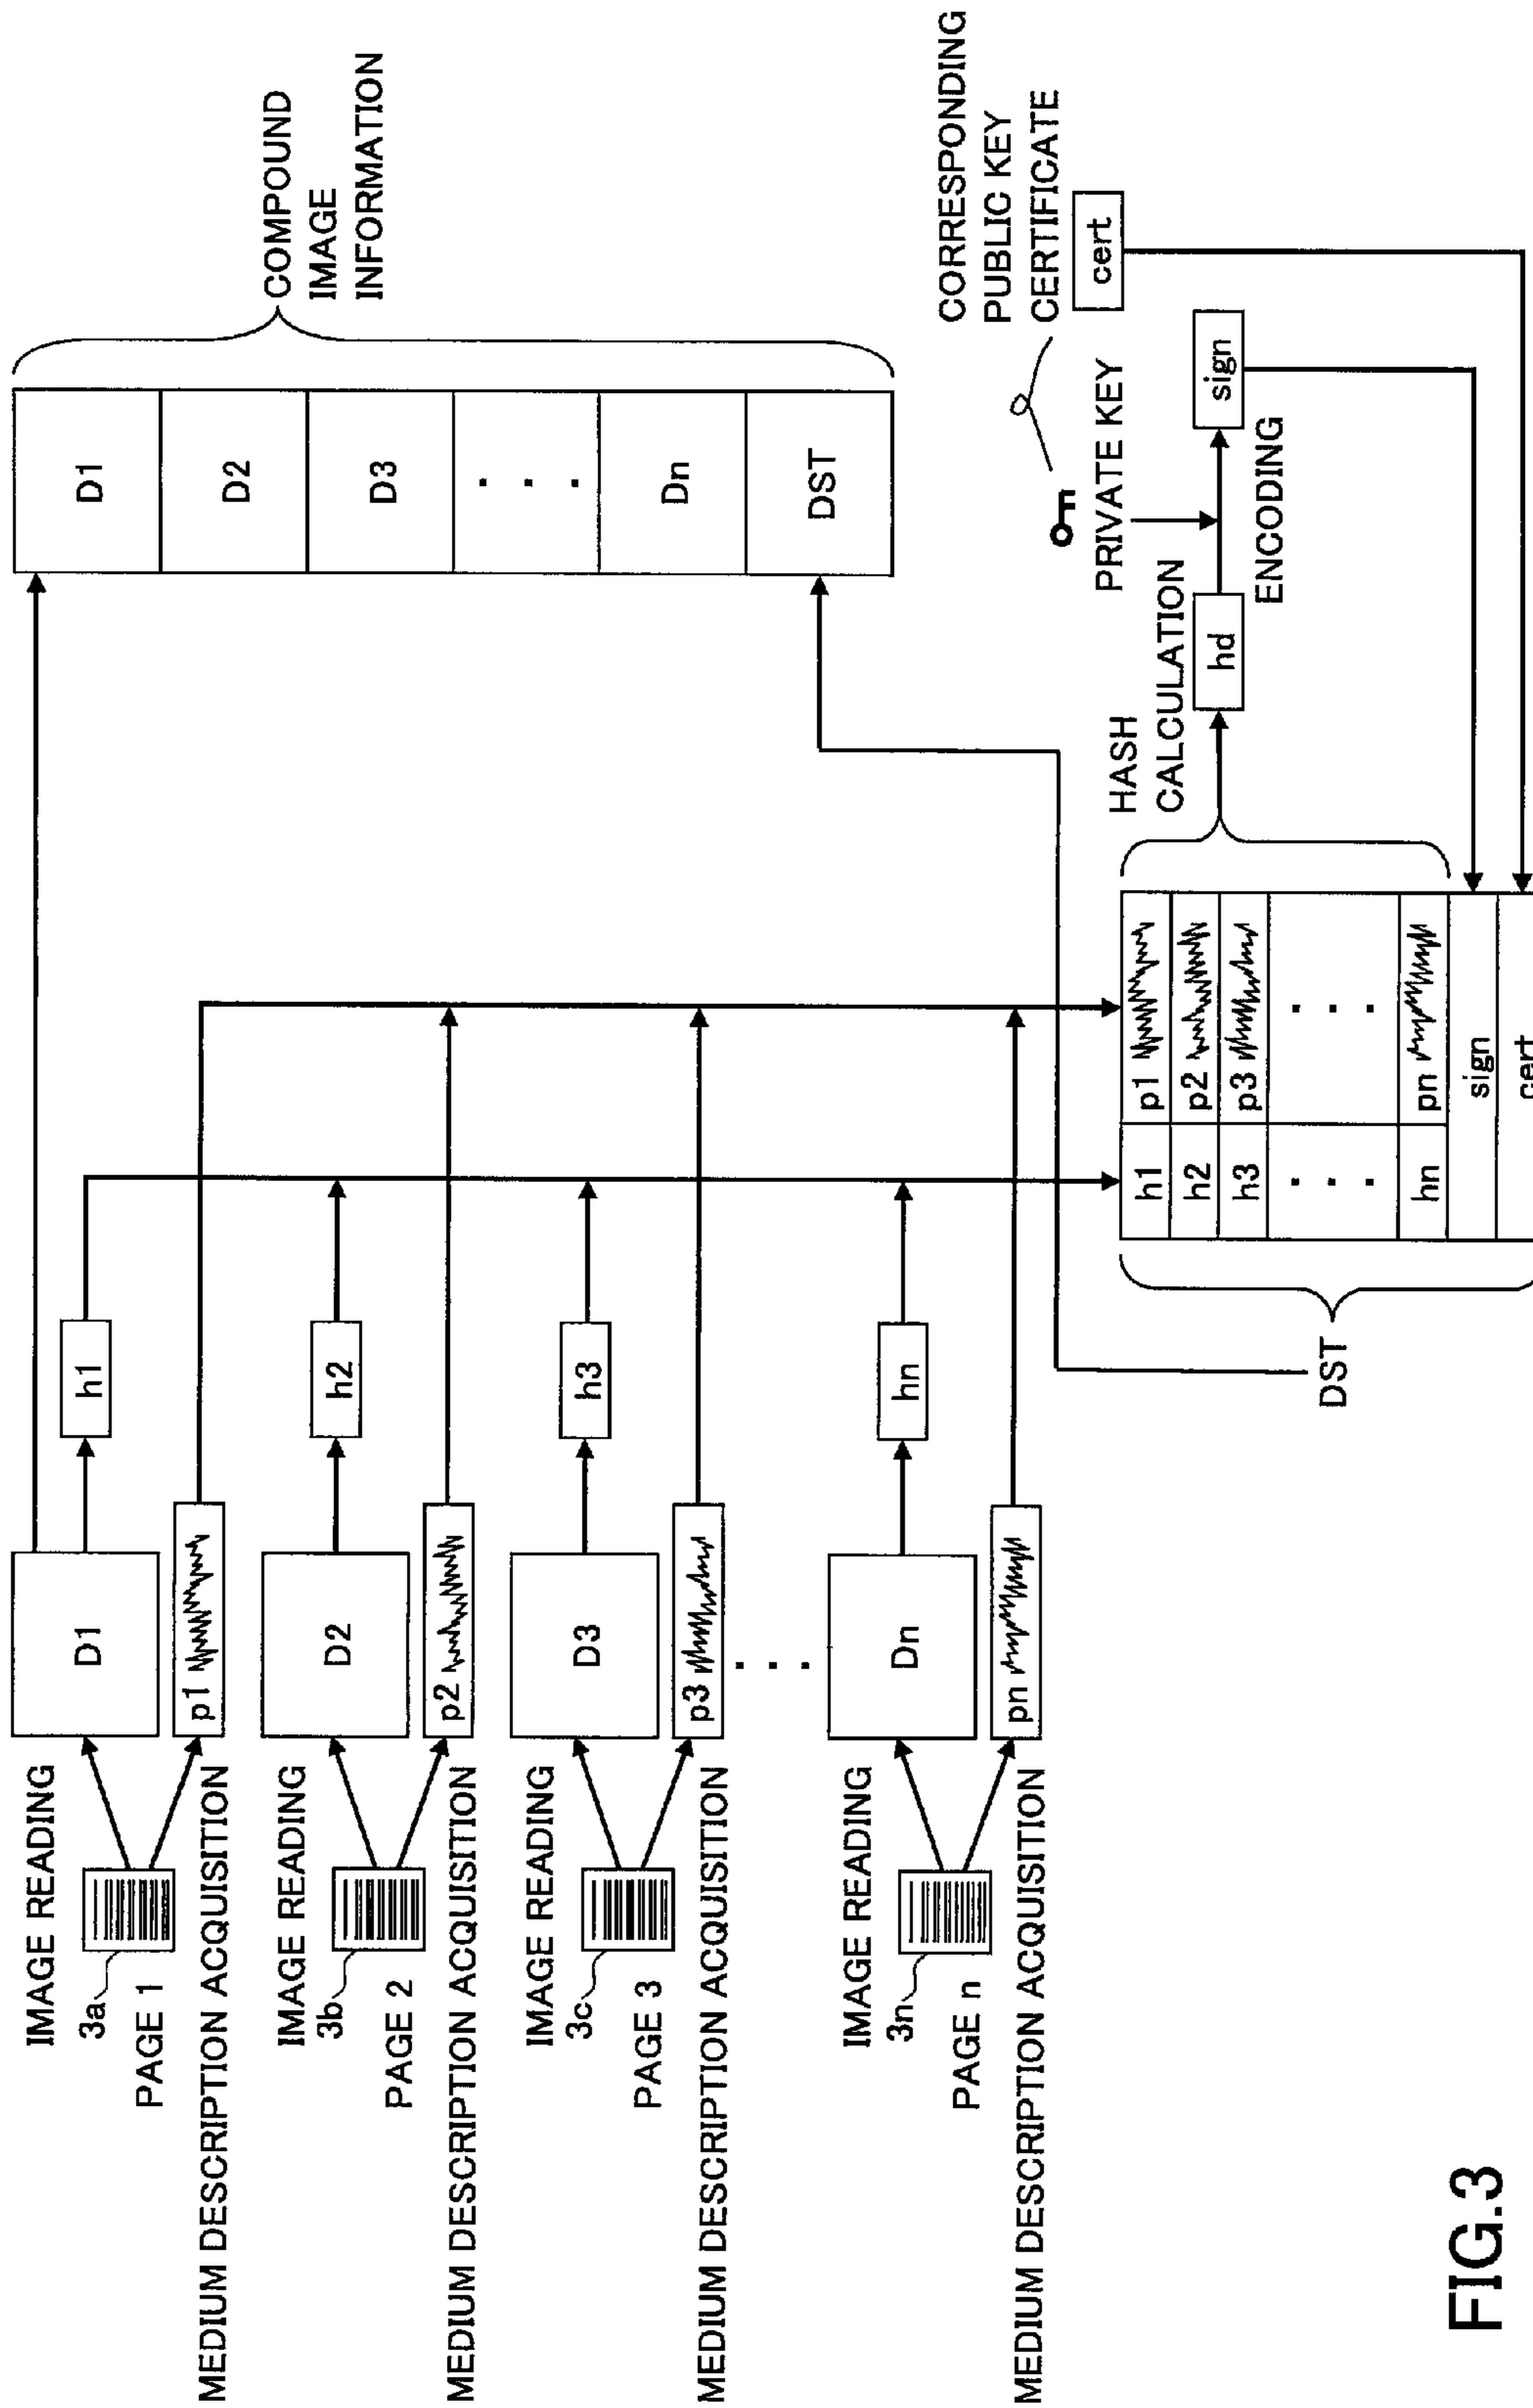 FIG.3
IMAGE READING
3a
PAGE 1
MEDIUM DESCRIPTION ACQUISITION
D1
p1
h1
IMAGE READING
3b
PAGE 2
MEDIUM DESCRIPTION ACQUISITION
D2
p2
h2
IMAGE READING
3c
PAGE 3
MEDIUM DESCRIPTION ACQUISITION
D3
p3
h3
. . .
IMAGE READING
3n
PAGE n
MEDIUM DESCRIPTION ACQUISITION
Dn
pn
hn
D1
D2
D3
. . .
Dn
DST
COMPOUND
IMAGE
INFORMATION
DST
h1 p1
h2 p2
h3 p3
. . . . . .
hn pn
sign
cert
HASH
CALCULATION
hd
PRIVATE KEY
ENCODING
sign
CORRESPONDING
PUBLIC KEY
CERTIFICATE
cert